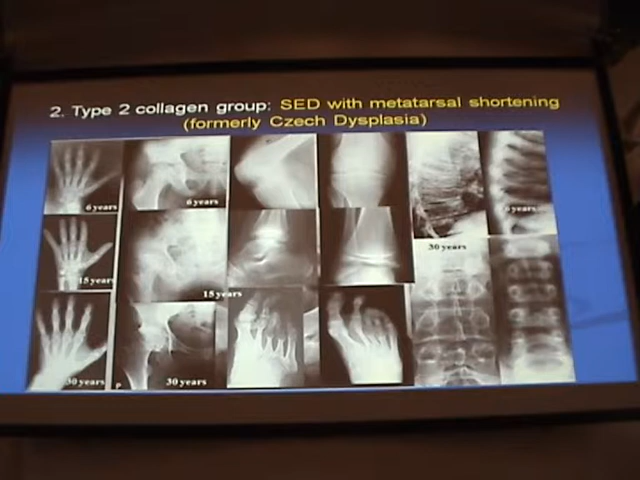 2. Type 2 collagen group: SED with metatarsal shortening
(formerly Czech Dysplasia)
6 years
6 years
6 years
30 years
15 years
15 years
30 years
30 years
P